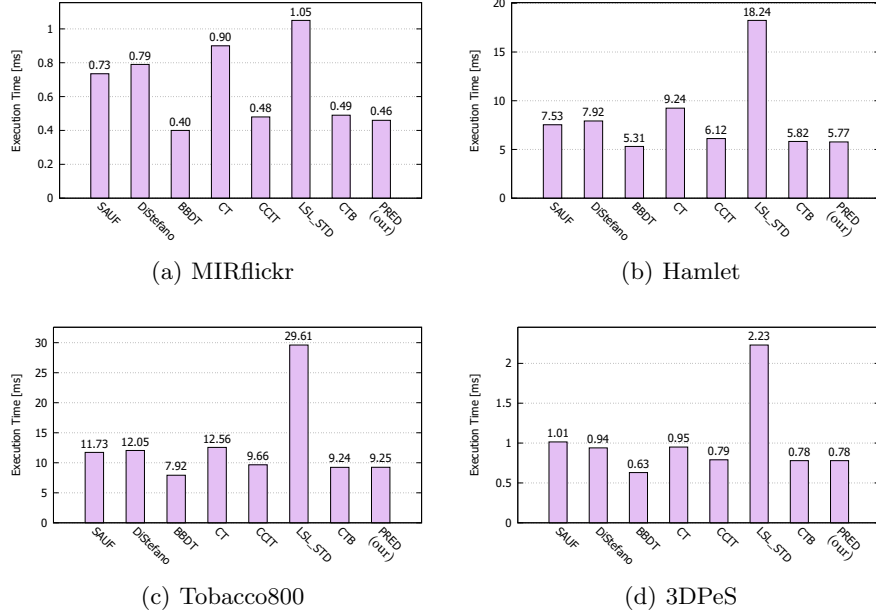 Execution Time [ms]
1
0.8
0.6
0.4
0.2
0
0.73
0.79
0.40
0.90
0.48
1.05
0.49
0.46
SAUF
DiStefano
BBDT
CT
CCIT
LSL_STD
CTB
PRED
(our)
(a) MIRflickr
Execution Time [ms]
20
15
10
5
0
7.53
7.92
5.31
9.24
6.12
18.24
5.82
5.77
SAUF
DiStefano
BBDT
CT
CCIT
LSL_STD
CTB
PRED
(our)
(b) Hamlet
Execution Time [ms]
30
25
20
15
10
5
0
11.73
12.05
7.92
12.56
9.66
29.61
9.24
9.25
SAUF
DiStefano
BBDT
CT
CCIT
LSL_STD
CTB
PRED
(our)
(c) Tobacco800
Execution Time [ms]
2
1.5
1
0.5
0
1.01
0.94
0.63
0.95
0.79
2.23
0.78
0.78
SAUF
DiStefano
BBDT
CT
CCIT
LSL_STD
CTB
PRED
(our)
(d) 3DPeS